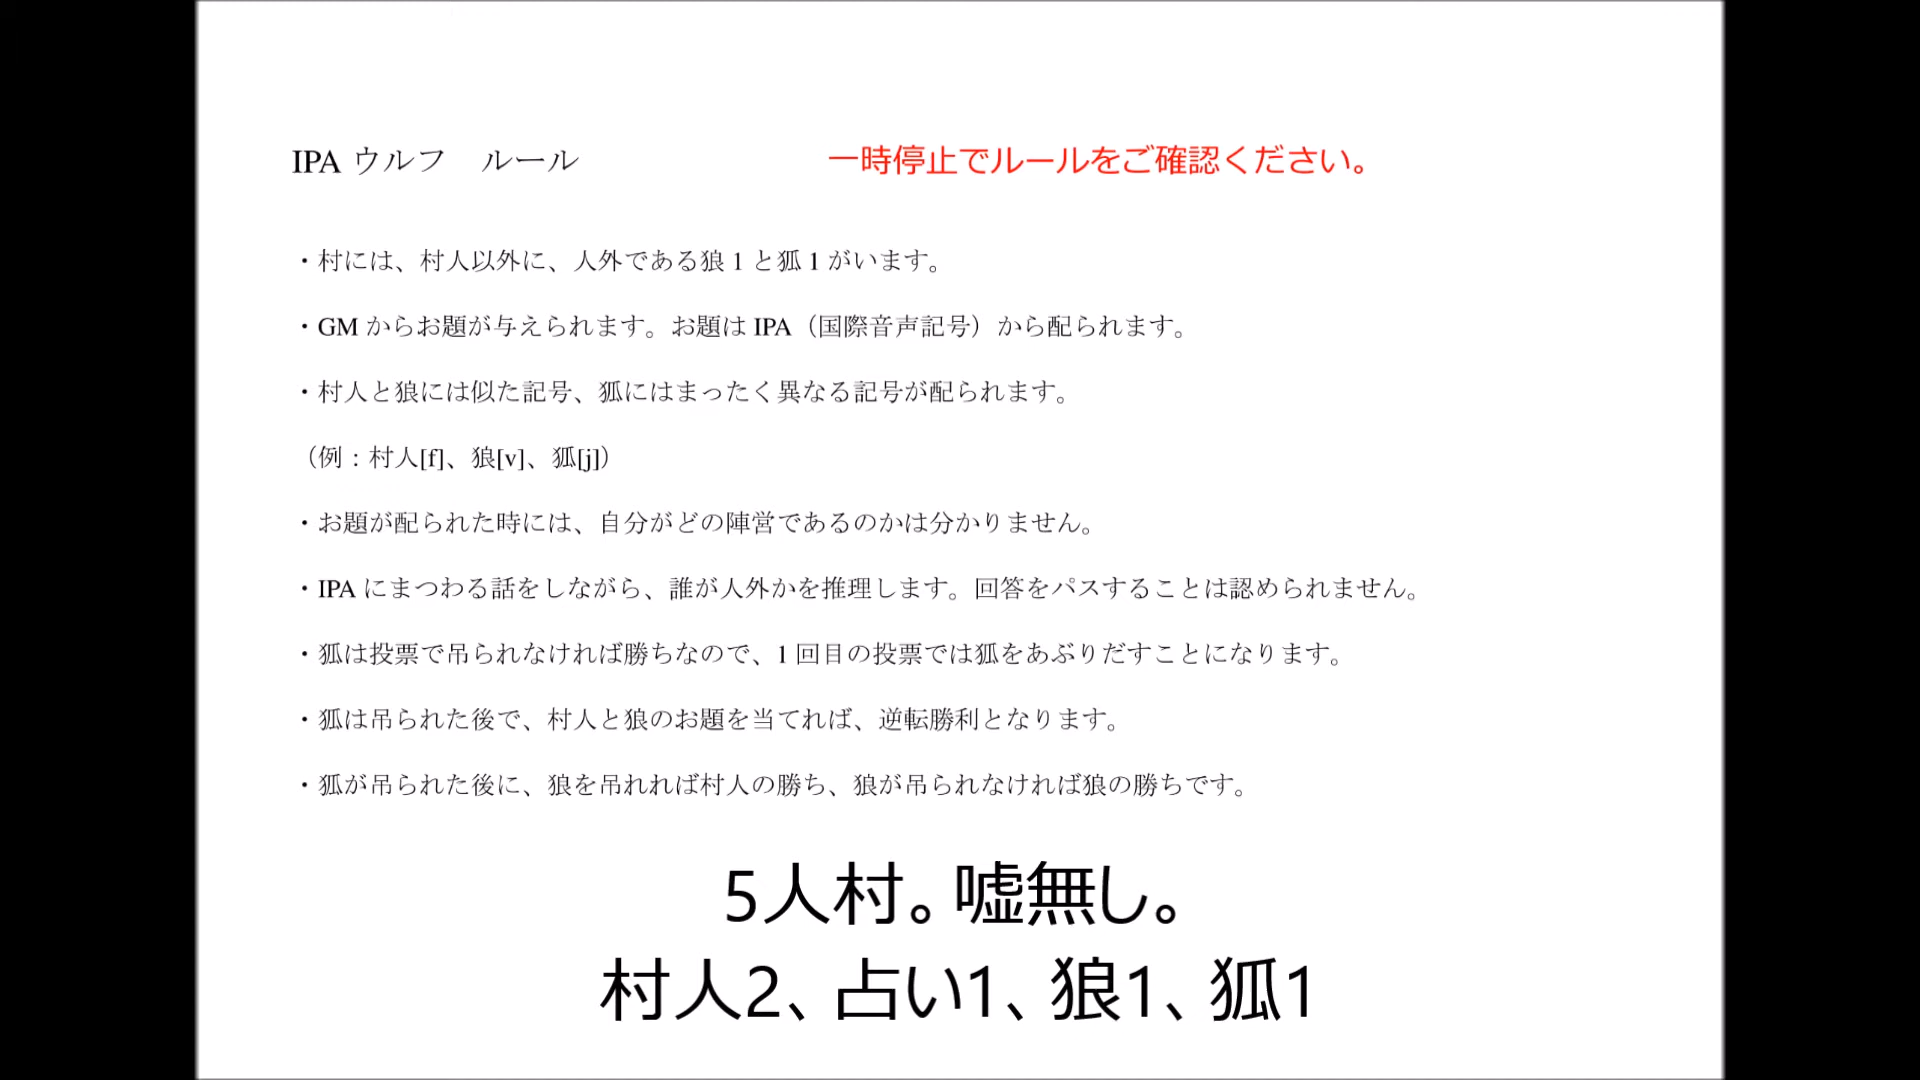 IPA ウルフ　ルール
一時停止でルールをご確認ください。
・村には、村人以外に、人外である狼 1 と狐 1 がいます。
・GM からお題が与えられます。お題は IPA（国際音声記号）から配られます。
・村人と狼には似た記号、狐にはまったく異なる記号が配られます。
（例：村人[f]、狼[v]、狐[j]）
・お題が配られた時には、自分がどの陣営であるのかは分かりません。
・IPA にまつわる話をしながら、誰が人外かを推理します。回答をパスすることは認められません。
・狐は投票で吊られなければ勝ちなので、1 回目の投票では狐をあぶりだすことになります。
・狐は吊られた後で、村人と狼のお題を当てれば、逆転勝利となります。
・狐が吊られた後に、狼を吊れれば村人の勝ち、狼が吊られなければ狼の勝ちです。
5人村。嘘無し。
村人2、占い1、狼1、狐1